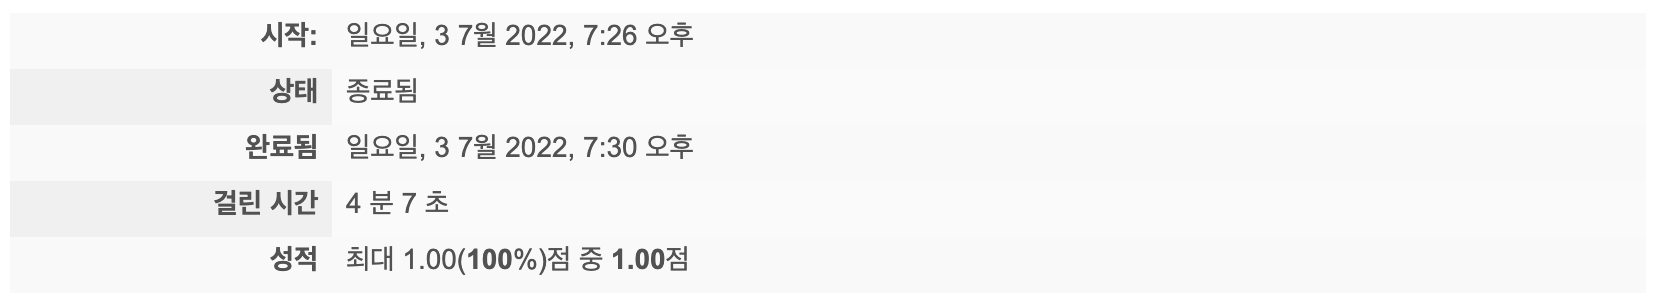 시작: 일요일, 3 7월 2022, 7:26 오후
상태 종료됨
완료됨 일요일, 3 7월 2022, 7:30 오후
걸린 시간 4 분 7 초
성적 최대 1.00(100%)점 중 1.00점